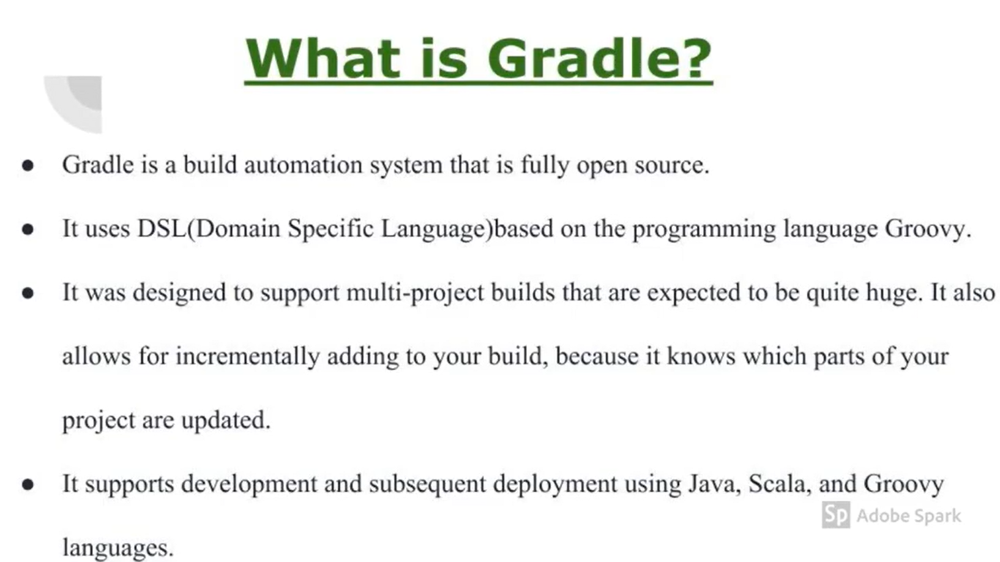 What is Gradle?
● Gradle is a build automation system that is fully open source.
● It uses DSL(Domain Specific Language)based on the programming language Groovy.
● It was designed to support multi-project builds that are expected to be quite huge. It also
allows for incrementally adding to your build, because it knows which parts of your
project are updated.
● It supports development and subsequent deployment using Java, Scala, and Groovy
Sp Adobe Spark
languages.